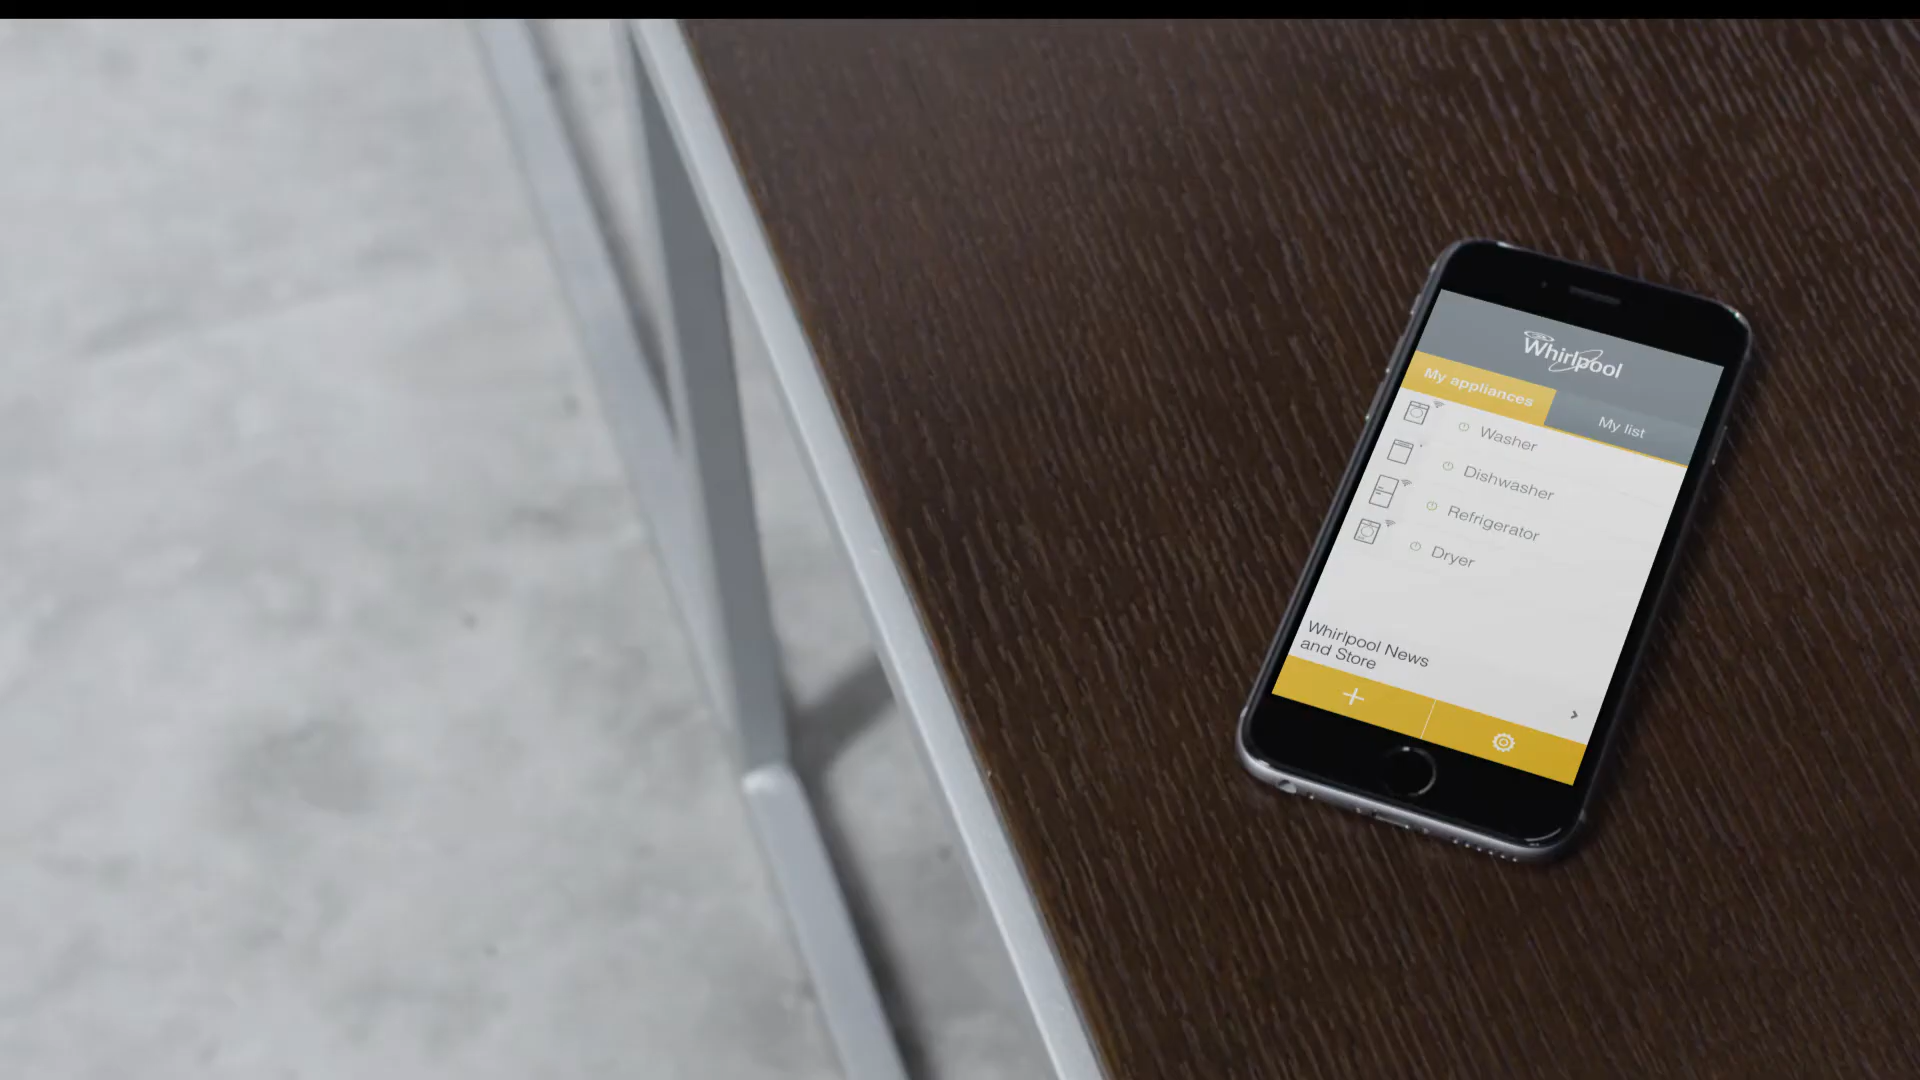 Whirlpool
My appliances
My list
Washer
Dishwasher
Refrigerator
Dryer
Whirlpool News
and Store